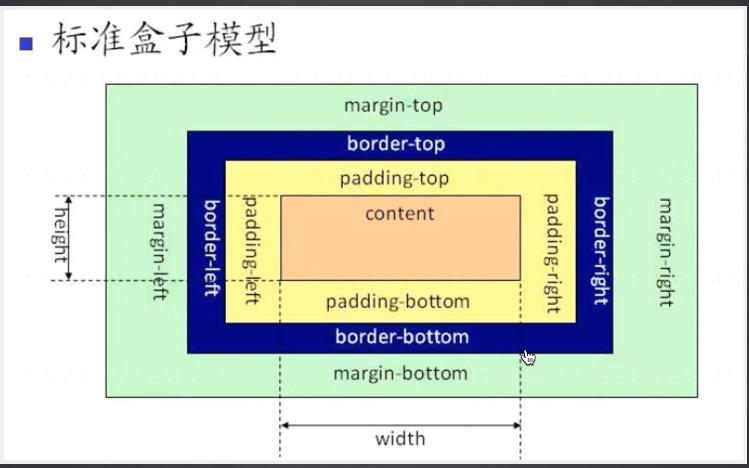 标准盒子模型
margin-top
border-top
padding-top
content
height
margin-left
border-left
padding-left
padding-right
border-right
margin-right
padding-bottom
border-bottom
margin-bottom
width